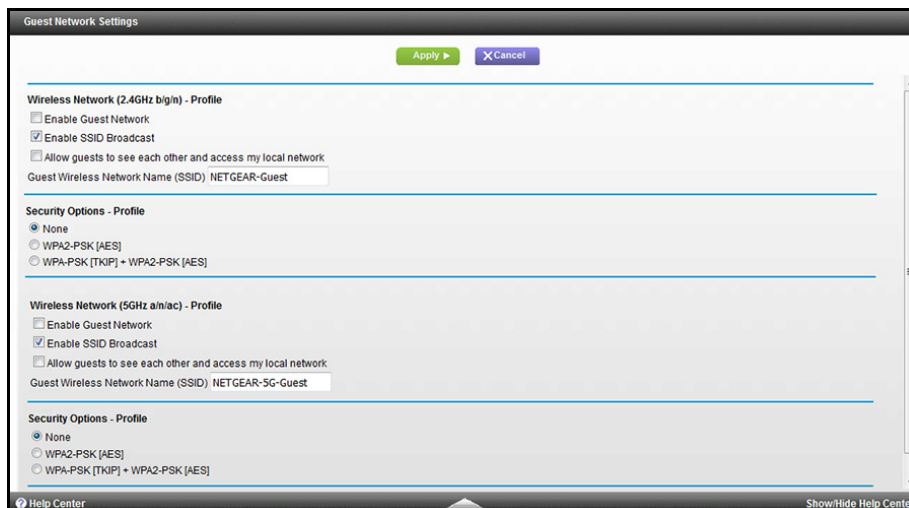 Guest Network Settings
Apply
Cancel
Wireless Network (2.4GHz b/g/n) - Profile
Enable Guest Network
Enable SSID Broadcast
Allow guests to see each other and access my local network
Guest Wireless Network Name (SSID) NETGEAR-Guest
Security Options - Profile
None
WPA2-PSK [AES]
WPA-PSK [TKIP] + WPA2-PSK [AES]
Wireless Network (5GHz a/n/ac) - Profile
Enable Guest Network
Enable SSID Broadcast
Allow guests to see each other and access my local network
Guest Wireless Network Name (SSID) NETGEAR-5G-Guest
Security Options - Profile
None
WPA2-PSK [AES]
WPA-PSK [TKIP] + WPA2-PSK [AES]
? Help Center
Show/Hide Help Cente